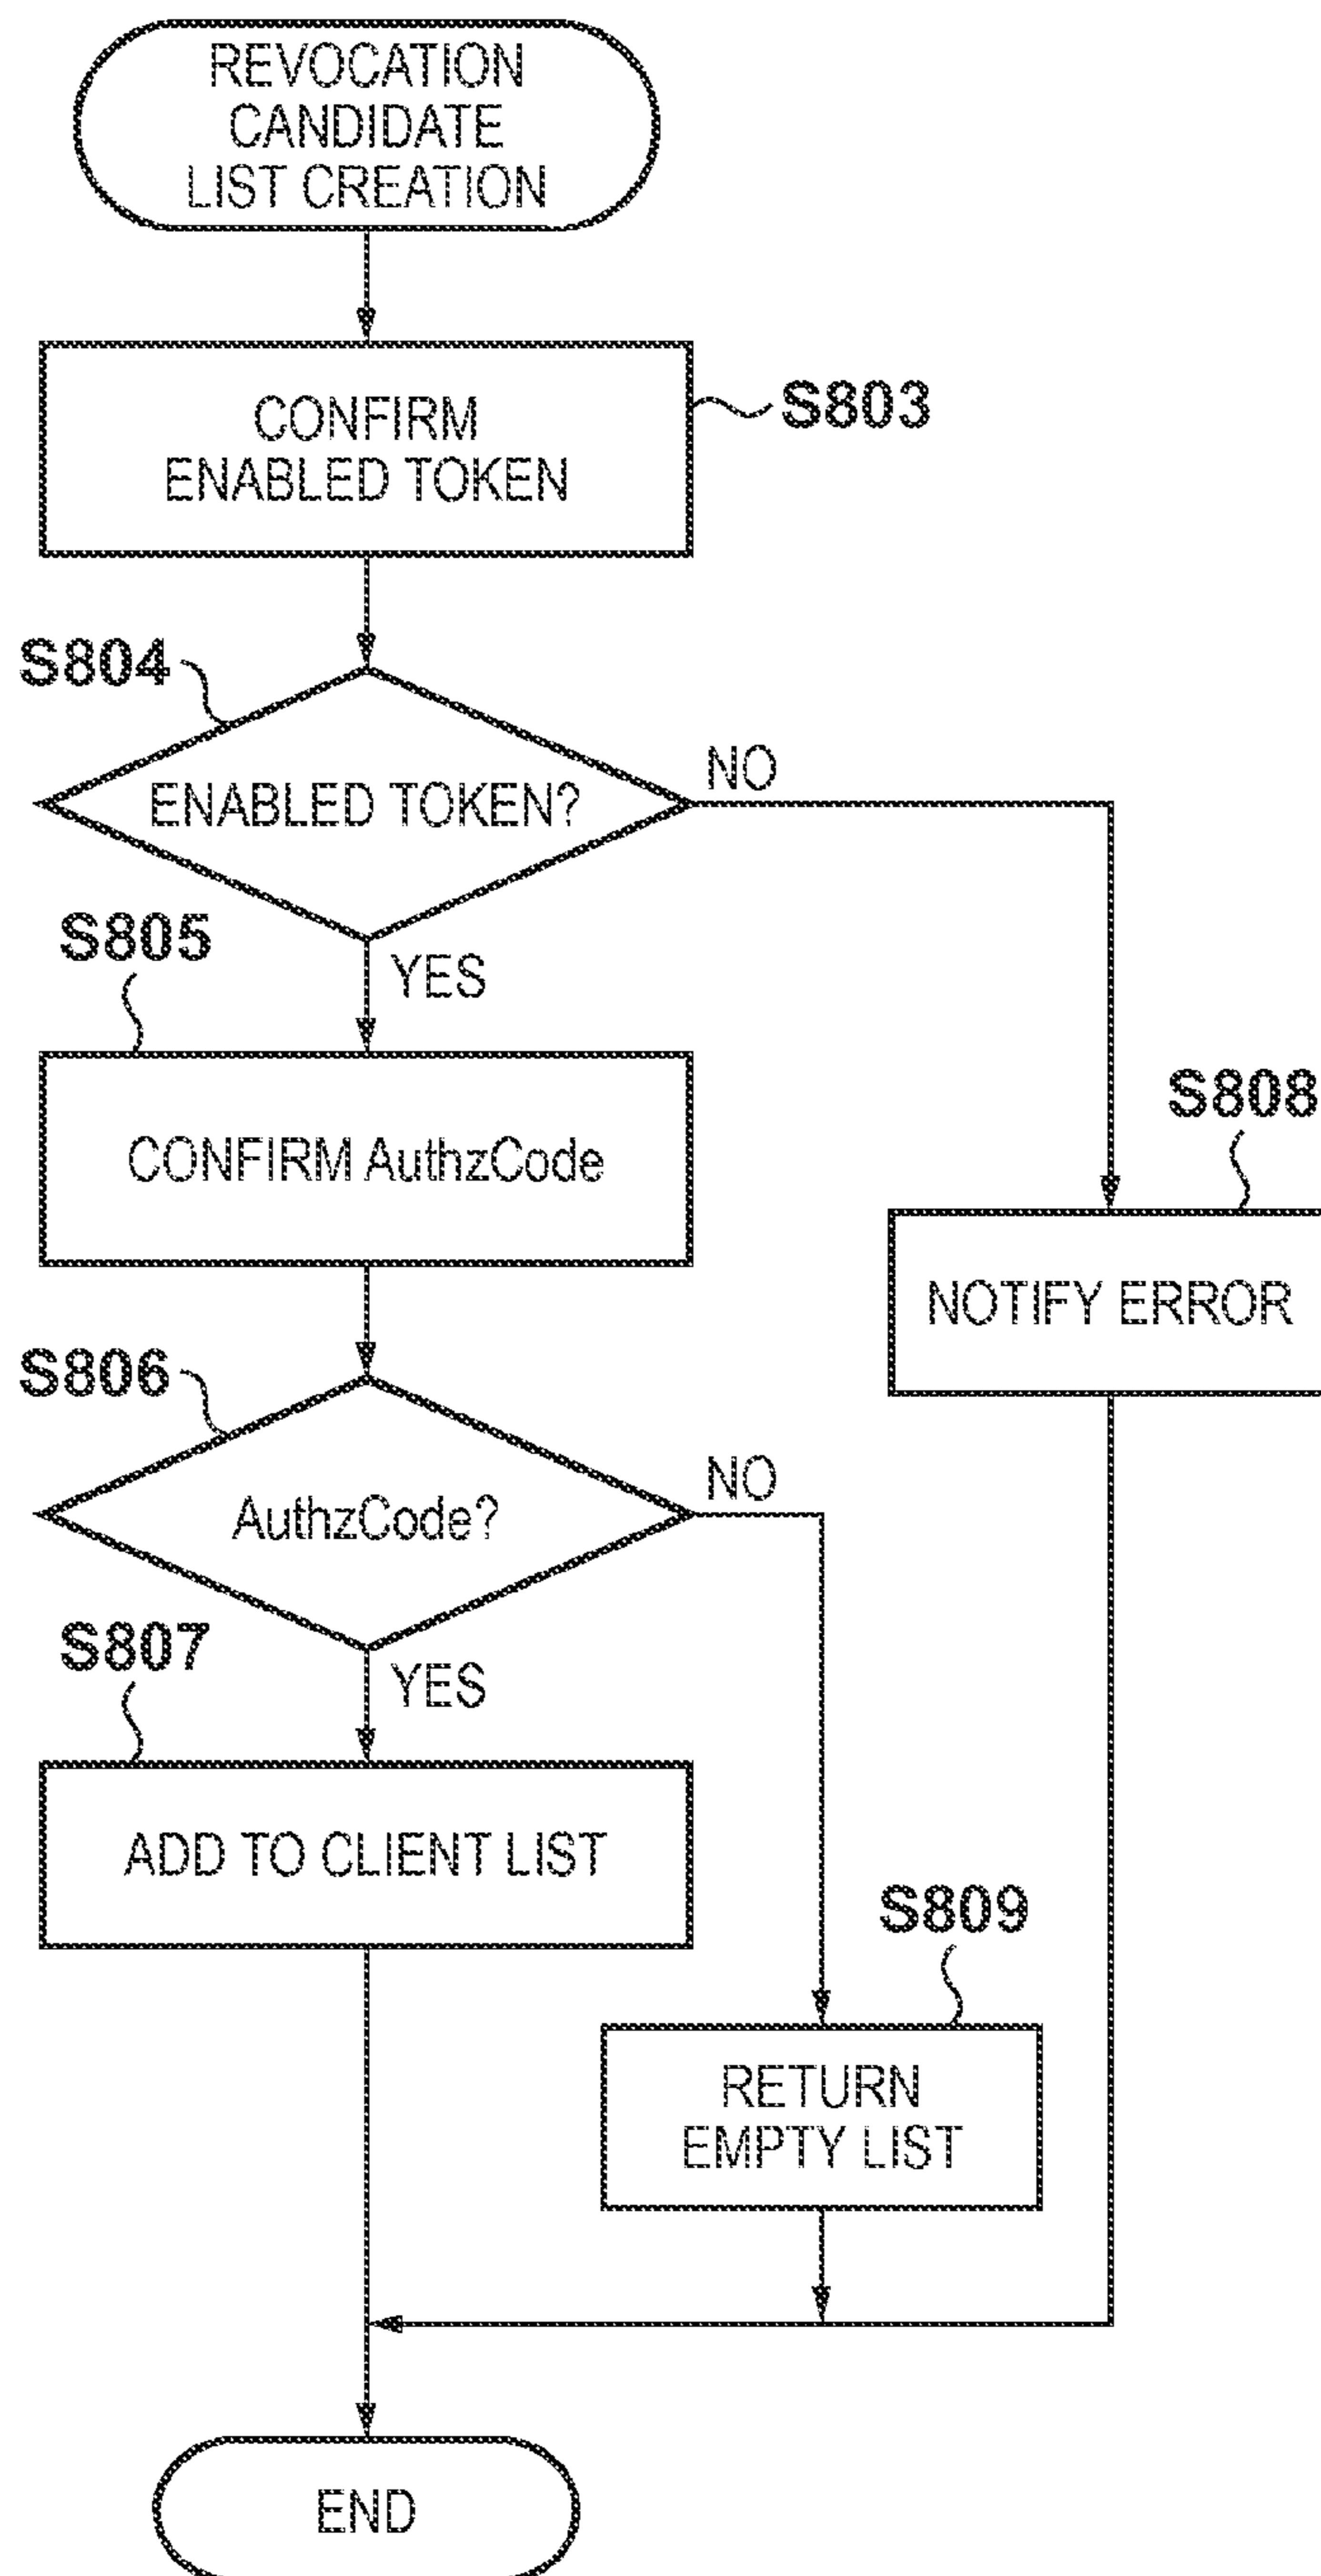 REVOCATION
CANDIDATE
LIST CREATION
CONFIRM
ENABLED TOKEN
S803
S804
ENABLED TOKEN?
NO
YES
S805
CONFIRM AuthzCode
S808
NOTIFY ERROR
S806
AuthzCode?
NO
YES
S807
ADD TO CLIENT LIST
S809
RETURN
EMPTY LIST
END